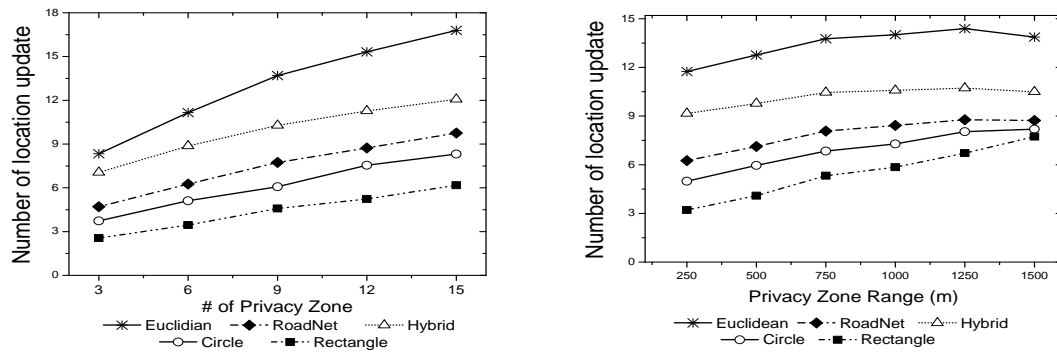 Number of location update
18
15
12
9
6
3
0
3 6 9 12 15
# of Privacy Zone
Euclidian RoadNet Hybrid
Circle Rectangle
Number of location update
15
12
9
6
3
0
250 500 750 1000 1250 1500
Privacy Zone Range (m)
Euclidean RoadNet Hybrid
Circle Rectangle